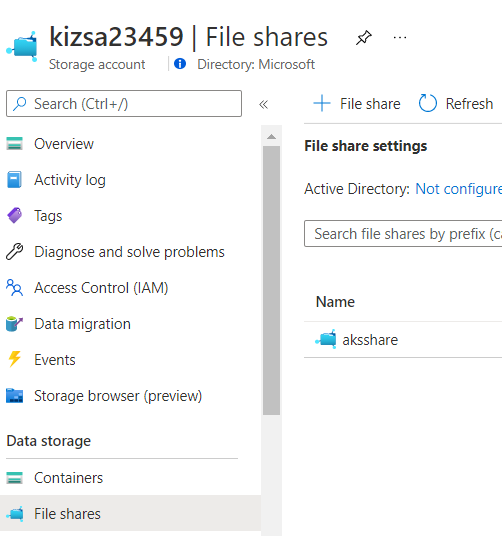 kizsa23459 | File shares
Storage account
Directory: Microsoft
Search (Ctrl+/)
Overview
Activity log
Tags
Diagnose and solve problems
Access Control (IAM)
Data migration
Events
Storage browser (preview)
Data storage
Containers
File shares
File share
Refresh
File share settings
Active Directory: Not configure
Search file shares by prefix (ca
Name
aksshare